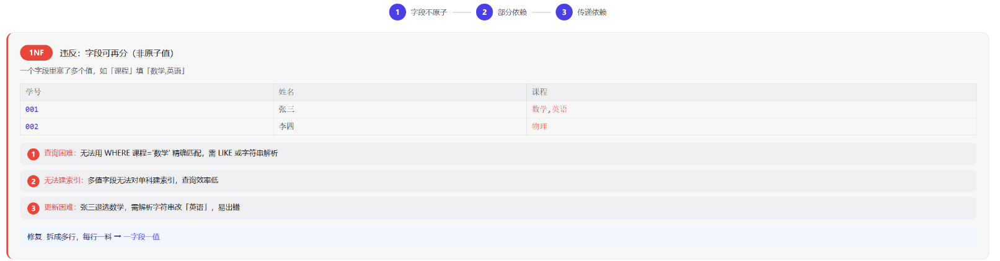 1 字段不原子 2 部分依赖 3 传递依赖
1NF 违反：字段可再分（非原子值）
一个字段里塞了多个值，如「课程」填「数学,英语」
学号 姓名 课程
001 张三 数学,英语
002 李四 物理
1 查询困难：无法用 WHERE 课程='数学' 精确匹配，需 LIKE 或字符串解析
2 无法建索引：多值字段无法对单科建索引，查询效率低
3 更新困难：张三退选数学，需解析字符串改「英语」，易出错
修复 拆成多行，每行一科 → 一字段一值